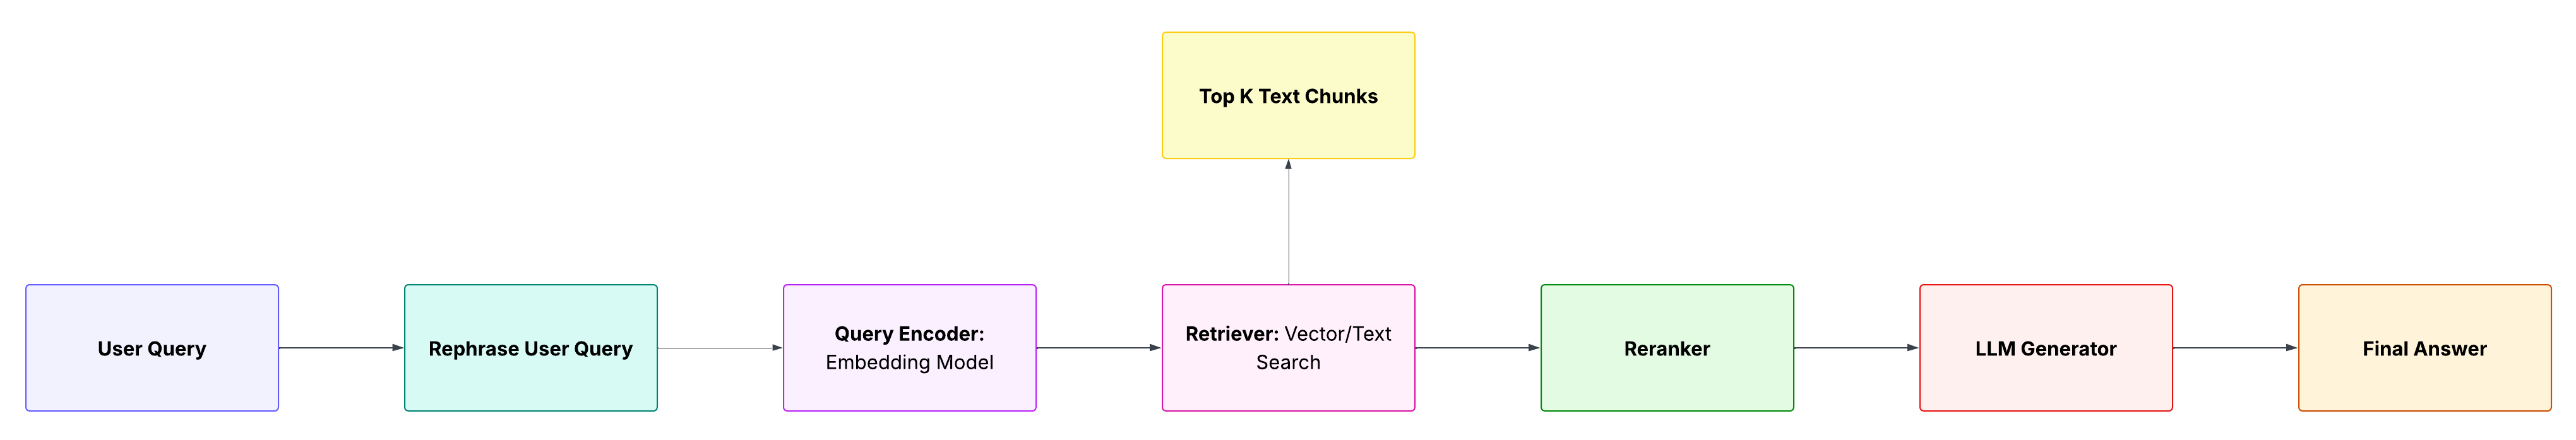 Top K Text Chunks
User Query
Rephrase User Query
Query Encoder:
Embedding Model
Retriever: Vector/Text
Search
Reranker
LLM Generator
Final Answer